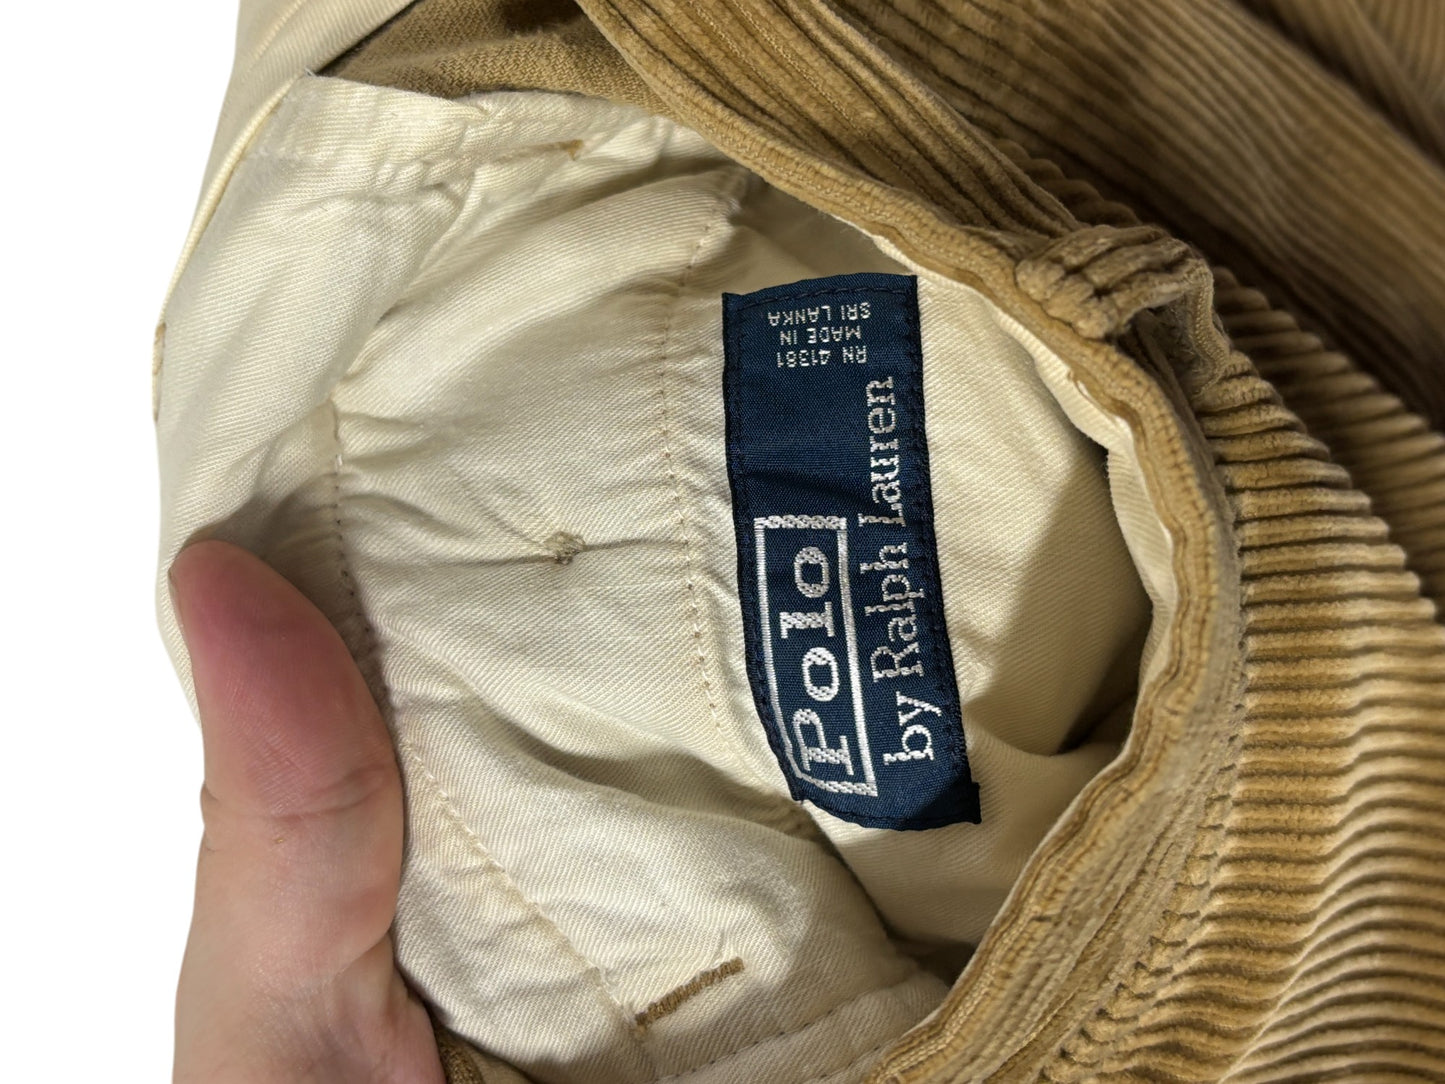 Polo
by Ralph Lauren
RN 41381
MADE IN
SRI LANKA